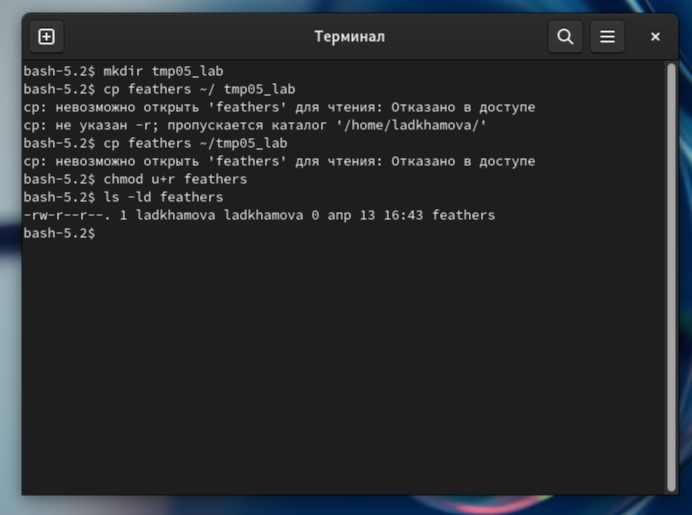 Терминал
bash-5.2$ mkdir tmp05_lab
bash-5.2$ cp feathers ~/ tmp05_lab
cp: невозможно открыть 'feathers' для чтения: Отказано в доступе
cp: не указан -r; пропускается каталог '/home/ladkhamova/'
bash-5.2$ cp feathers ~/tmp05_lab
cp: невозможно открыть 'feathers' для чтения: Отказано в доступе
bash-5.2$ chmod u+r feathers
bash-5.2$ ls -ld feathers
-rw-r--r--. 1 ladkhamova ladkhamova 0 апр 13 16:43 feathers
bash-5.2$